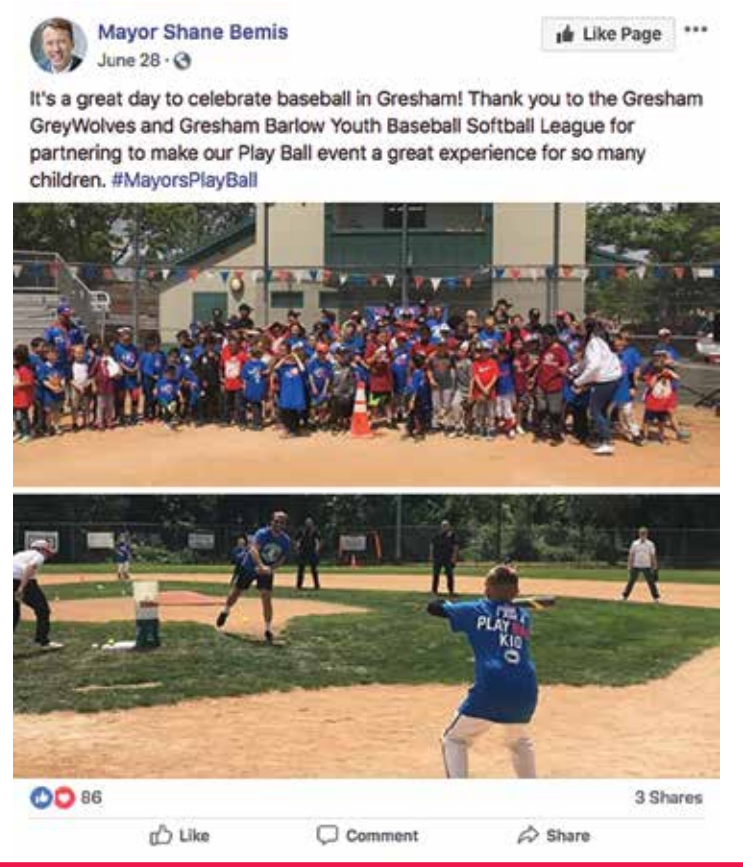 Mayor Shane Bemis
June 28 ·
Like Page
It's a great day to celebrate baseball in Gresham! Thank you to the Gresham
GreyWolves and Gresham Barlow Youth Baseball Softball League for
partnering to make our Play Ball event a great experience for so many
children. #MayorsPlayBall
I'M A
PLAY BALL
KID
86
3 Shares
Like
Comment
Share